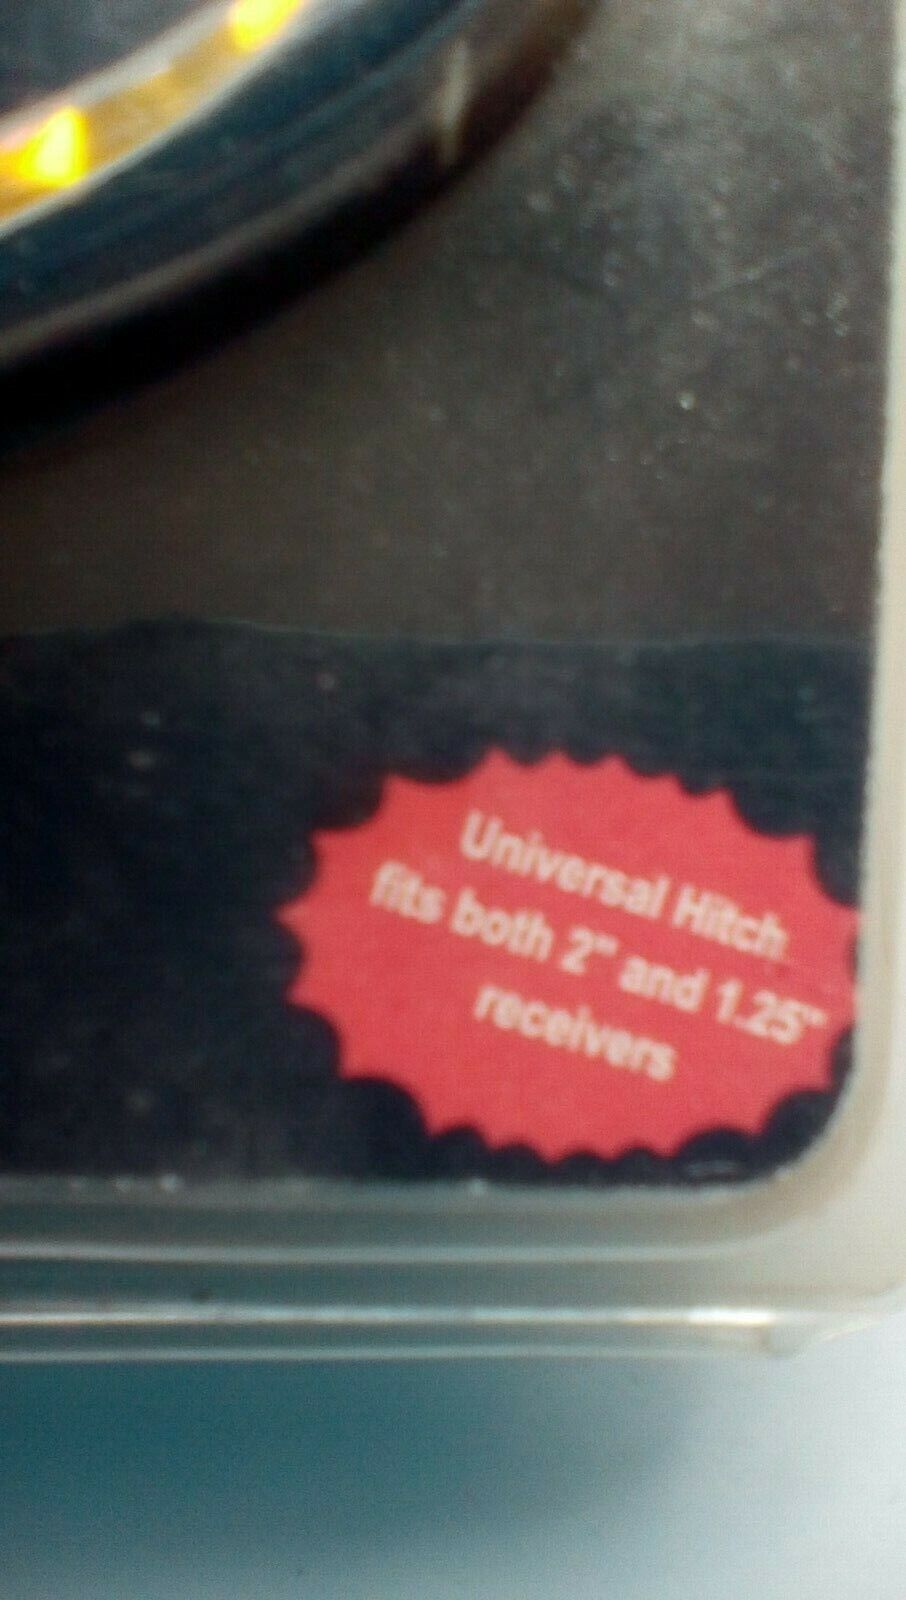 Universal Hitch
fits both 2" and 1.25"
receivers